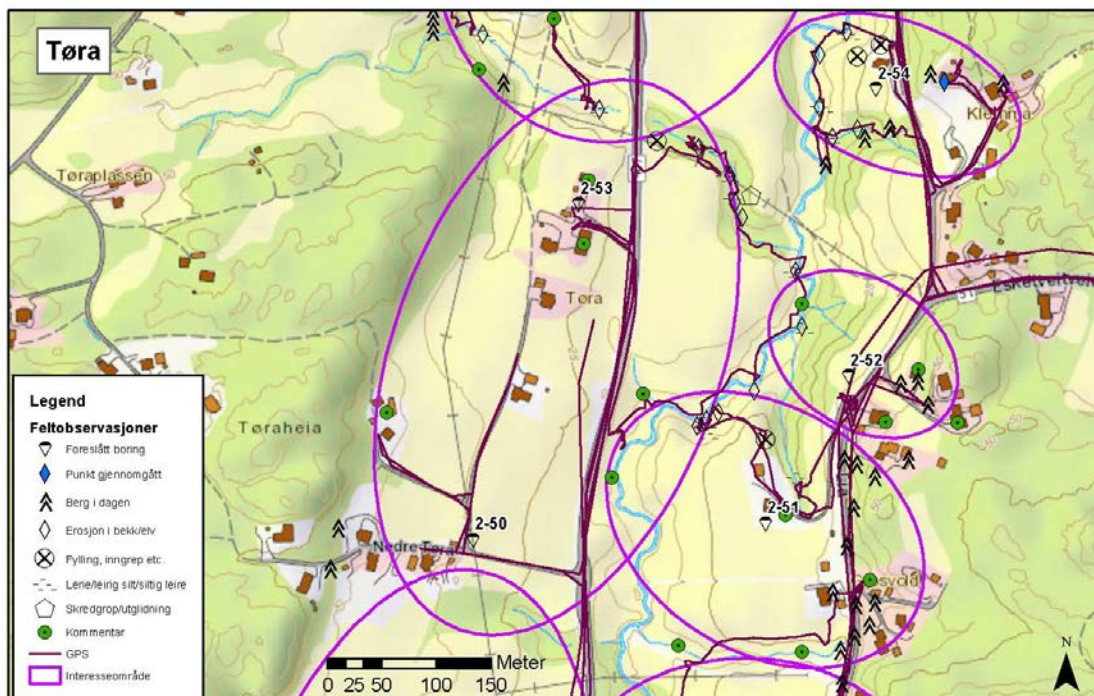 Tøra
2-54
Klemma
Tøraplassen
2-53
Tøra
51
2-52
Tøraheia
2-51
2-50
Nedre Tøra
Legend
Feltobservasjoner
Foreslått boring
Punkt gjennomgått
Berg i dagen
Erosjon i bekk/elv
Fylling, inngrep etc.
Leire/leirig silt/siltig leire
Skredgrop/utglidning
Kommentar
GPS
Interesseområde
Meter
0 25 50 100 150
N